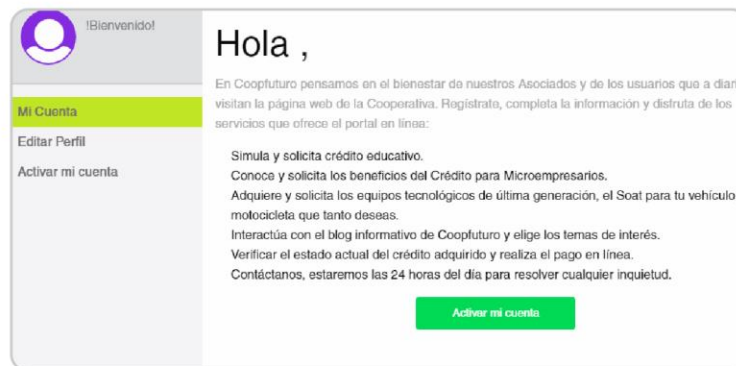 !Bienvenido!
Mi Cuenta
Editar Perfil
Activar mi cuenta
Hola ,
En Coopfuturo pensamos en el bienestar de nuestros Asociados y de los usuarios que a diari
visitan la página web de la Cooperativa. Regístrate, completa la información y disfruta de los
servicios que ofrece el portal en línea:
Simula y solicita crédito educativo.
Conoce y solicita los beneficios del Crédito para Microempresarios.
Adquiere y solicita los equipos tecnológicos de última generación, el Soat para tu vehículo
motocicleta que tanto deseas.
Interactúa con el blog informativo de Coopfuturo y elige los temas de interés.
Verificar el estado actual del crédito adquirido y realiza el pago en línea.
Contáctanos, estaremos las 24 horas del día para resolver cualquier inquietud.
Activar mi cuenta